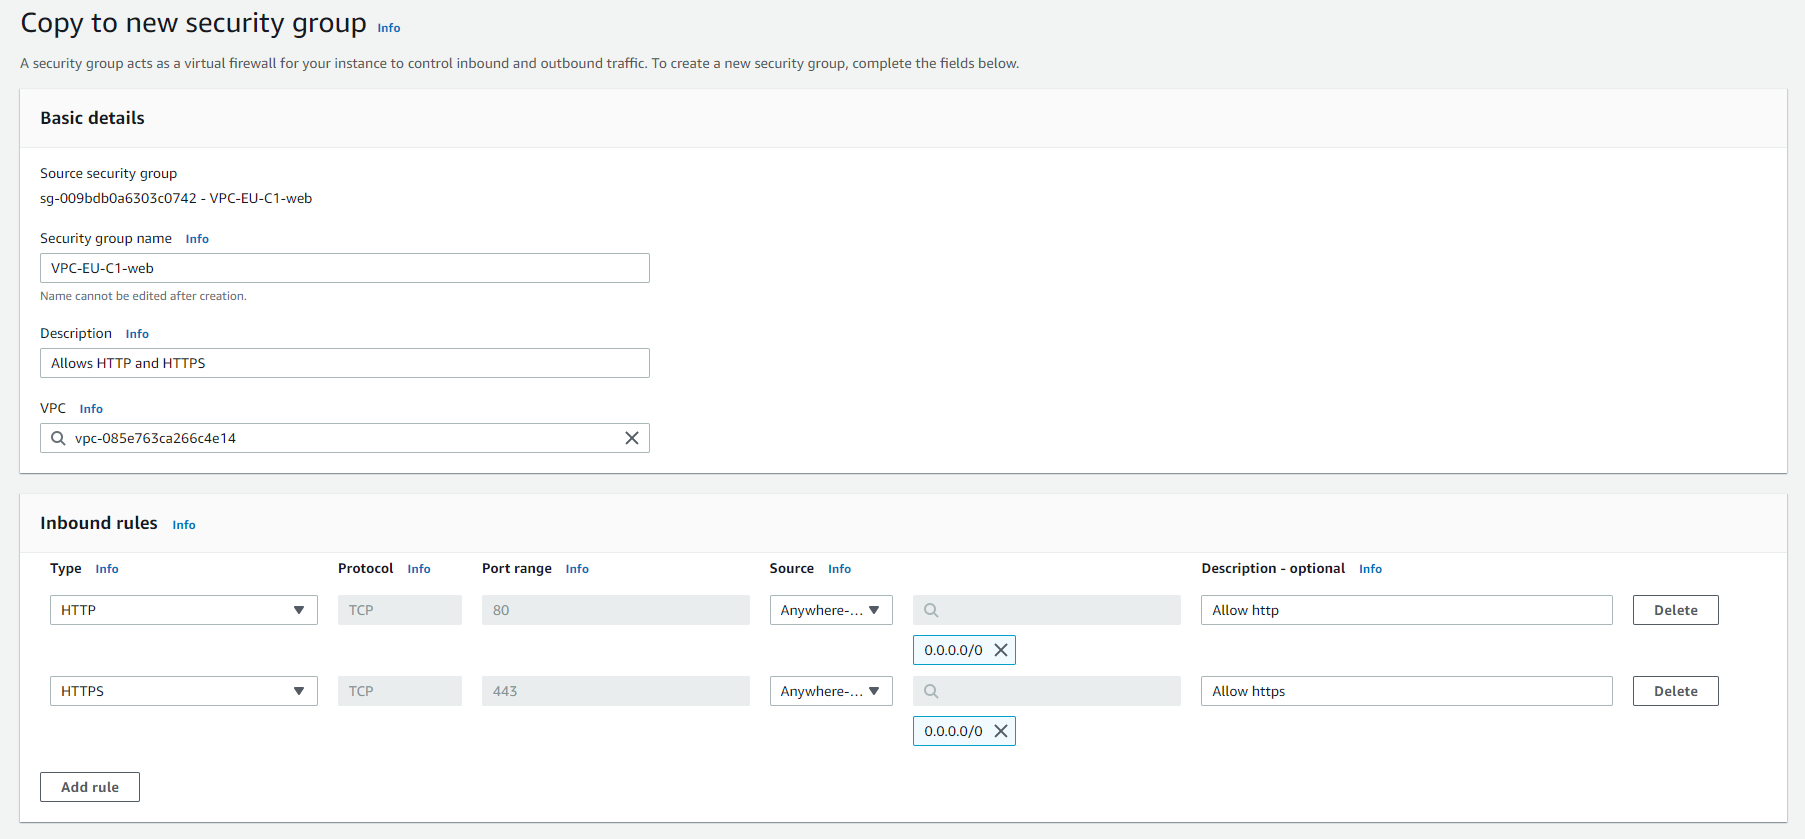 Copy to new security group Info
A security group acts as a virtual firewall for your instance to control inbound and outbound traffic. To create a new security group, complete the fields below.
Basic details
Source security group
sg-009bdb0a6303c0742 - VPC-EU-C1-web
Security group name Info
VPC-EU-C1-web
Name cannot be edited after creation.
Description Info
Allows HTTP and HTTPS
VPC Info
vpc-085e763ca266c4e14
Inbound rules Info
Type Info Protocol Info Port range Info Source Info Description - optional Info
HTTP TCP 80 Anywhere-... Allow http Delete
0.0.0.0/0
HTTPS TCP 443 Anywhere-... Allow https Delete
0.0.0.0/0
Add rule